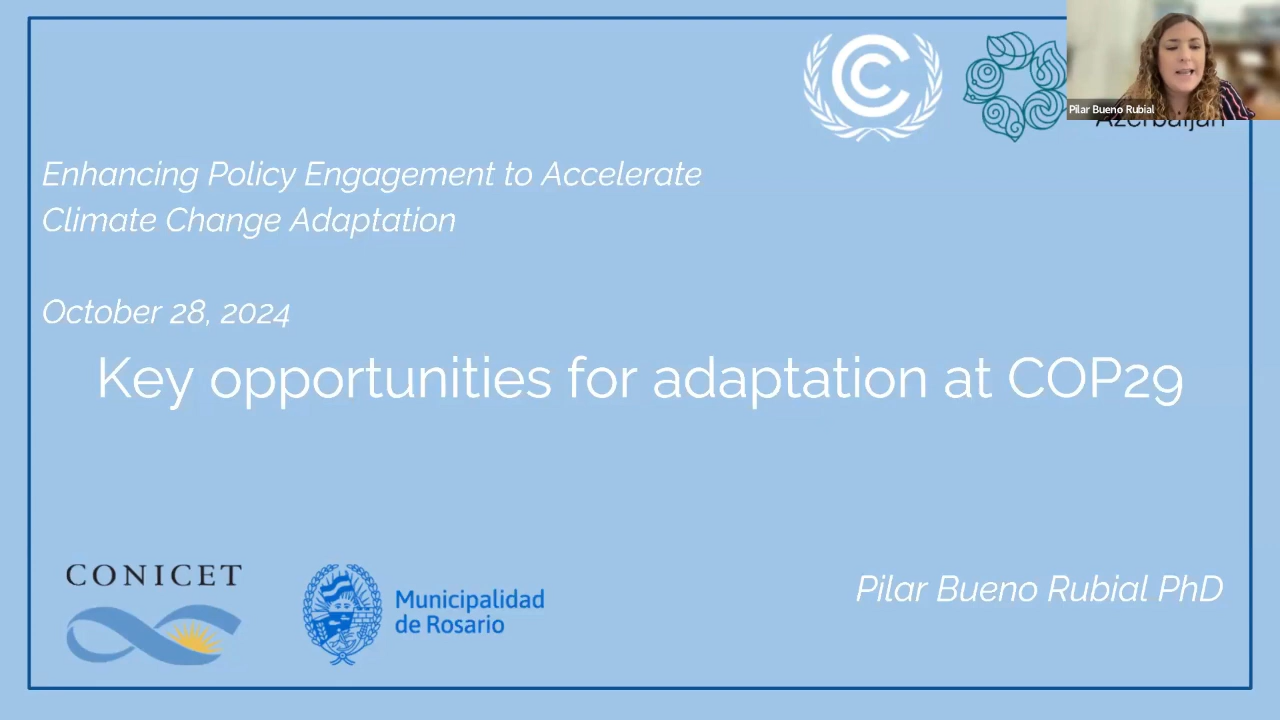 Pilar Bueno Rubial
Azerbaijan
Enhancing Policy Engagement to Accelerate
Climate Change Adaptation
October 28, 2024
Key opportunities for adaptation at COP29
CONICET
Municipalidad
de Rosario
Pilar Bueno Rubial PhD